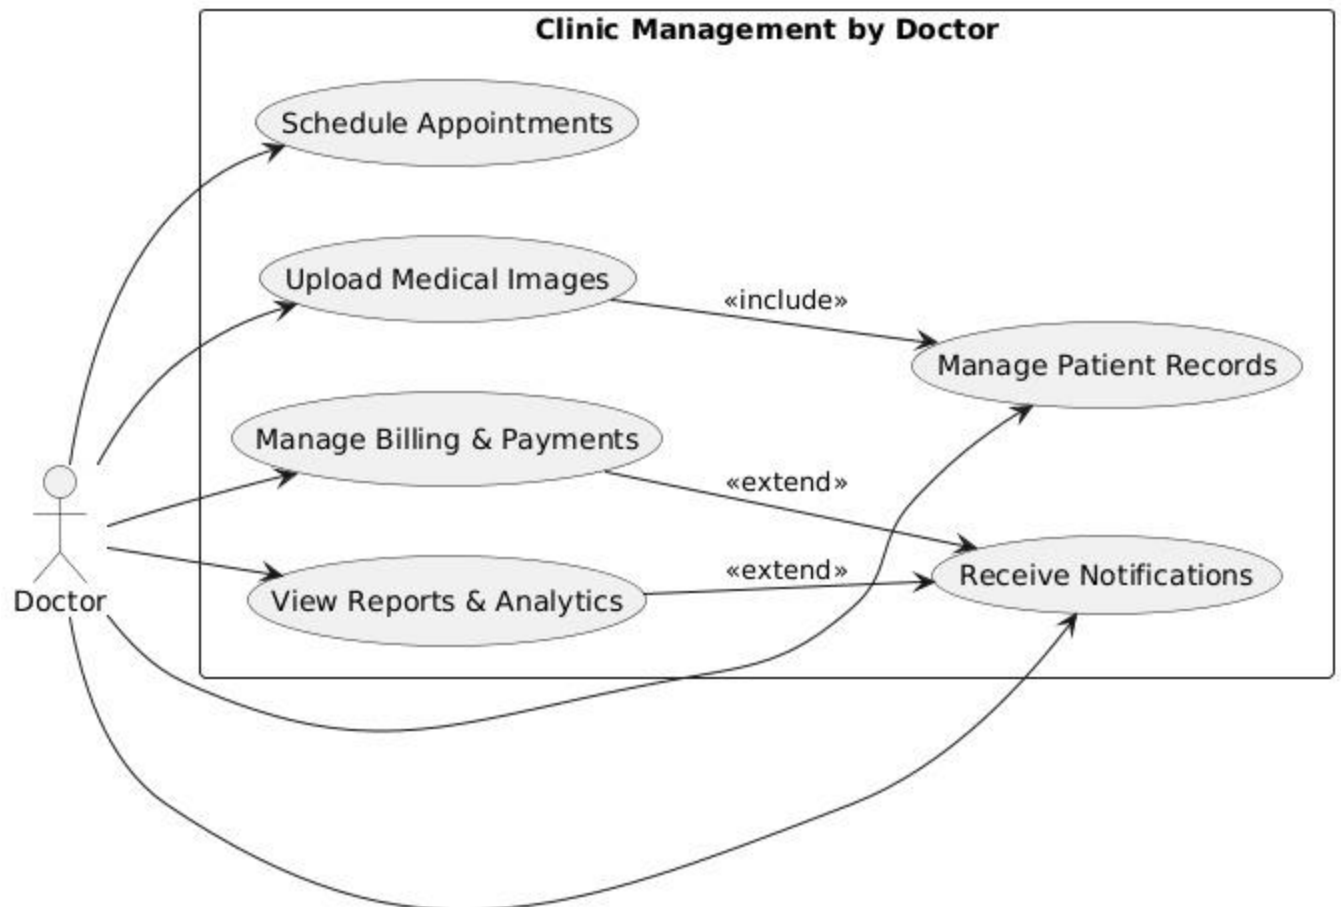 Clinic Management by Doctor
Schedule Appointments
Upload Medical Images
«include»
Manage Patient Records
Manage Billing & Payments
«extend»
«extend»
Receive Notifications
View Reports & Analytics
Doctor